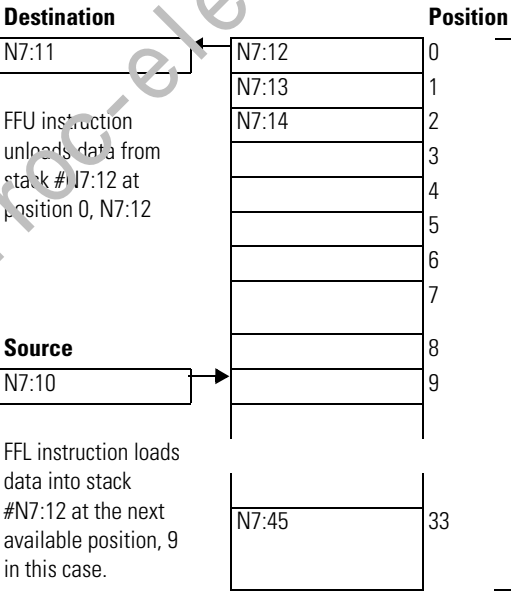 Destination Position
N7:11 N7:12 0
N7:13 1
FFU instruction N7:14 2
unloads data from 3
stack #N7:12 at 4
position 0, N7:12 5
6
7
Source 8
N7:10 9
FFL instruction loads
data into stack
#N7:12 at the next N7:45 33
available position, 9
in this case.